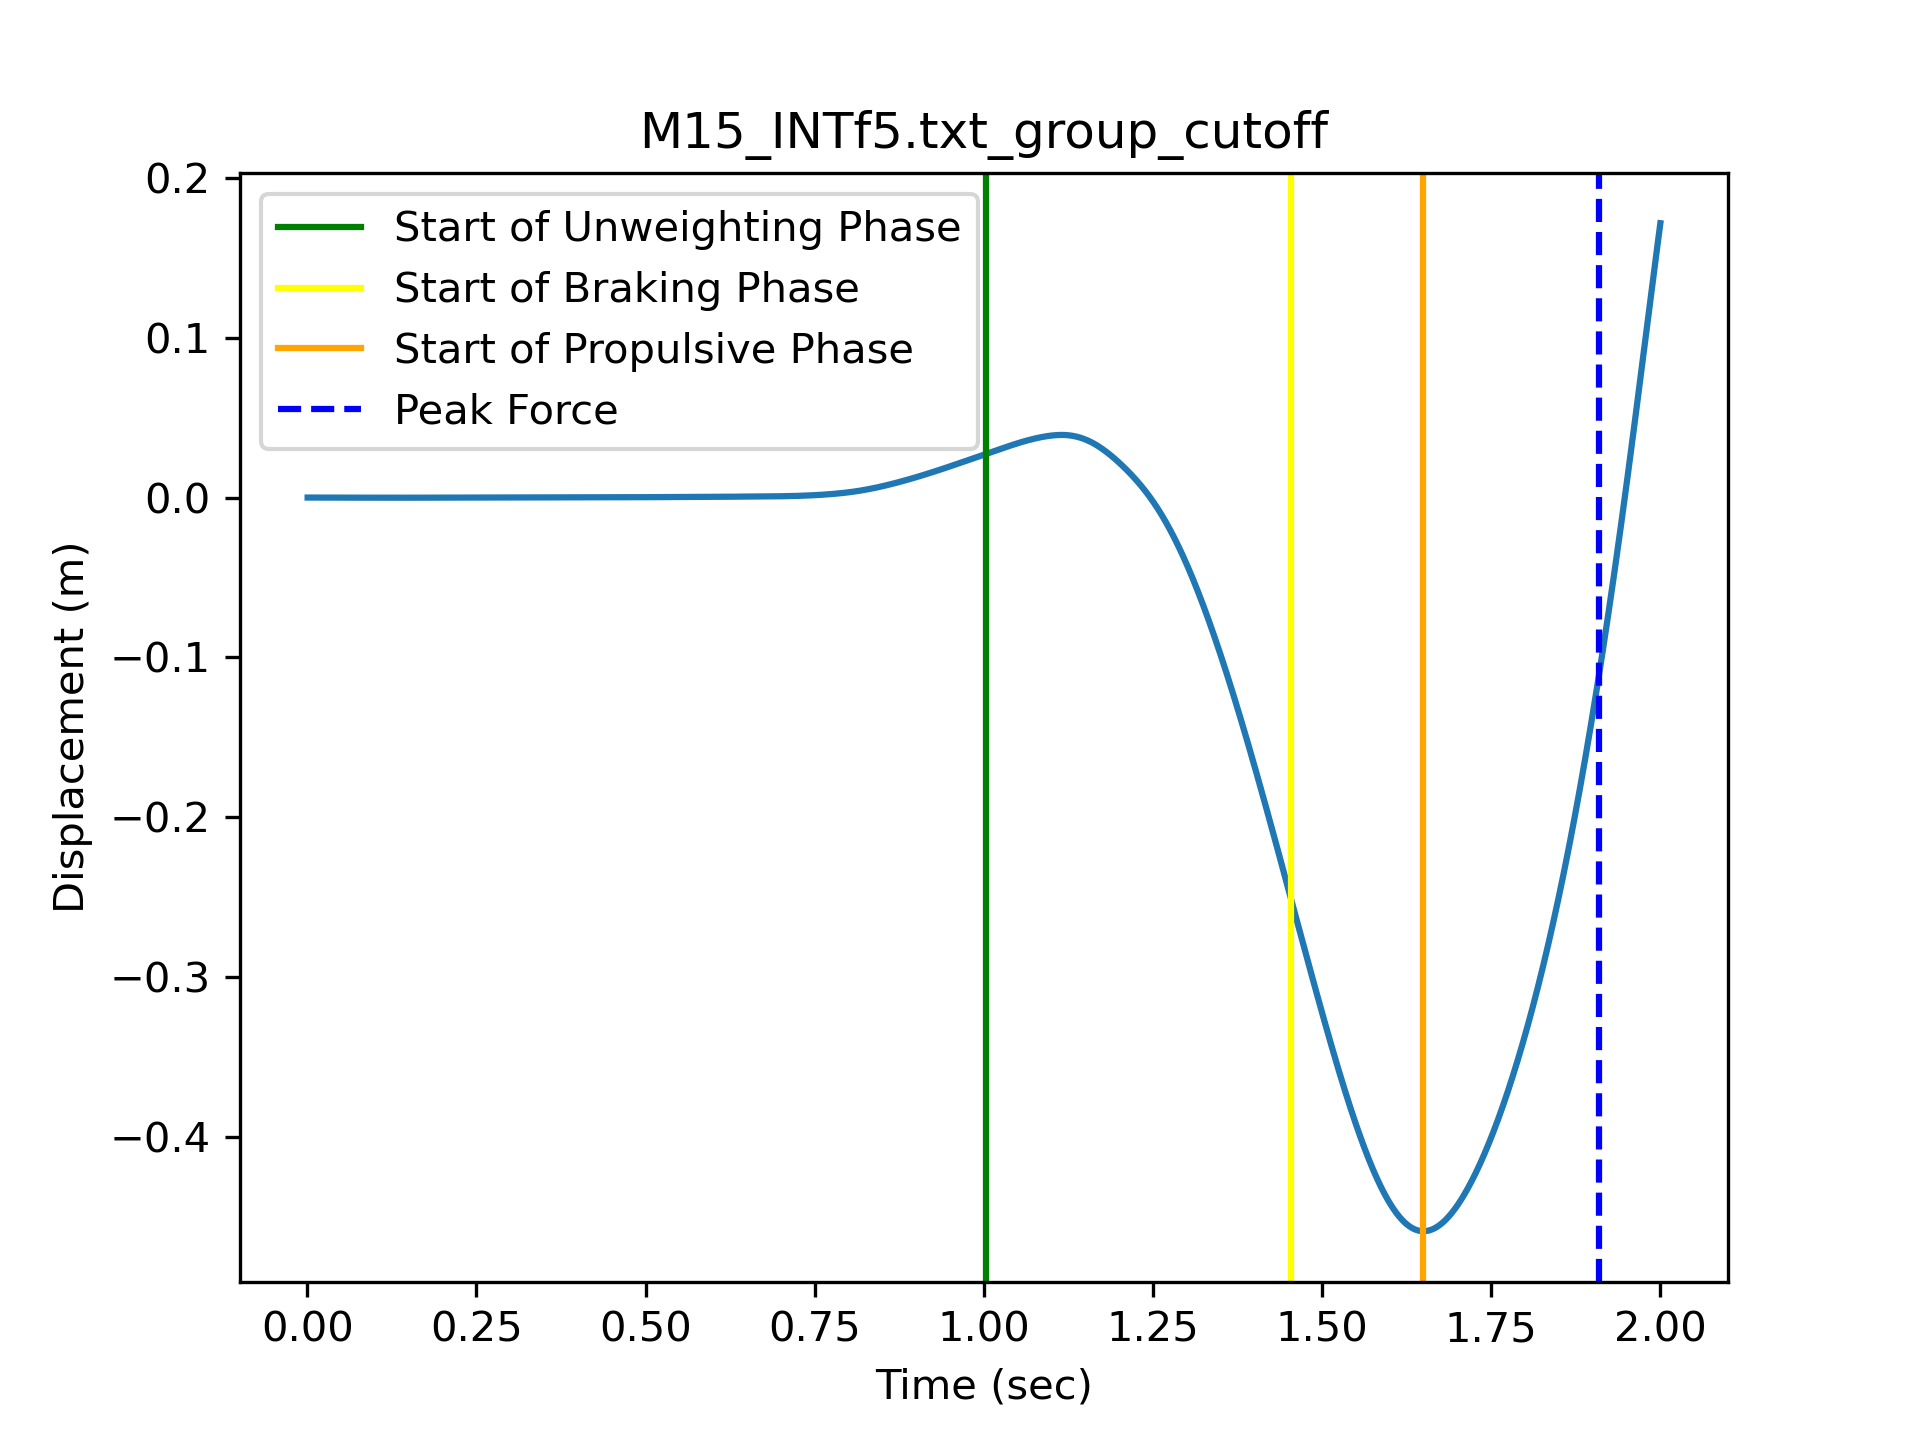 M15_INTf5.txt_group_cutoff
0.2
0.1
0.0
−0.1
−0.2
−0.3
−0.4
Displacement (m)
Start of Unweighting Phase
Start of Braking Phase
Start of Propulsive Phase
Peak Force
0.00 0.25 0.50 0.75 1.00 1.25 1.50 1.75 2.00
Time (sec)